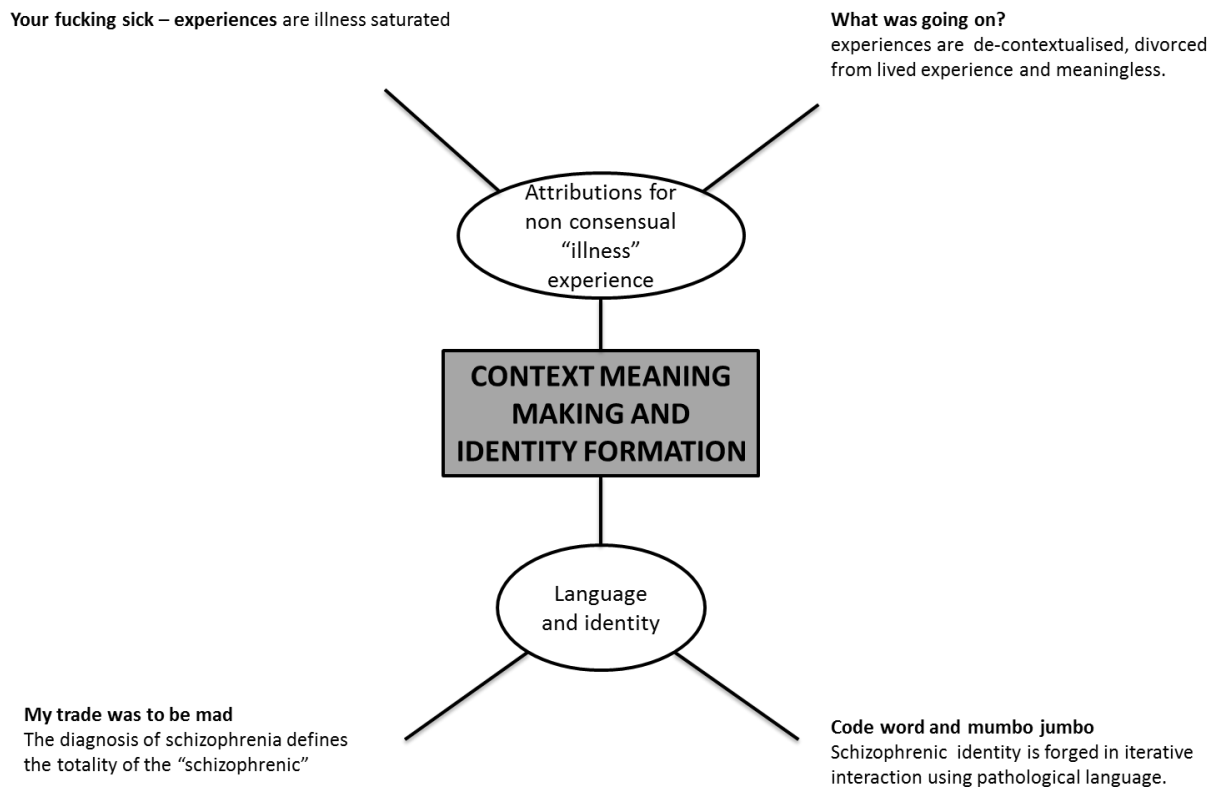 Your fucking sick – experiences are illness saturated
What was going on?
experiences are de-contextualised, divorced
from lived experience and meaningless.
Attributions for
non consensual
“illness”
experience
CONTEXT MEANING
MAKING AND
IDENTITY FORMATION
Language
and identity
My trade was to be mad
The diagnosis of schizophrenia defines
the totality of the “schizophrenic”
Code word and mumbo jumbo
Schizophrenic identity is forged in iterative
interaction using pathological language.